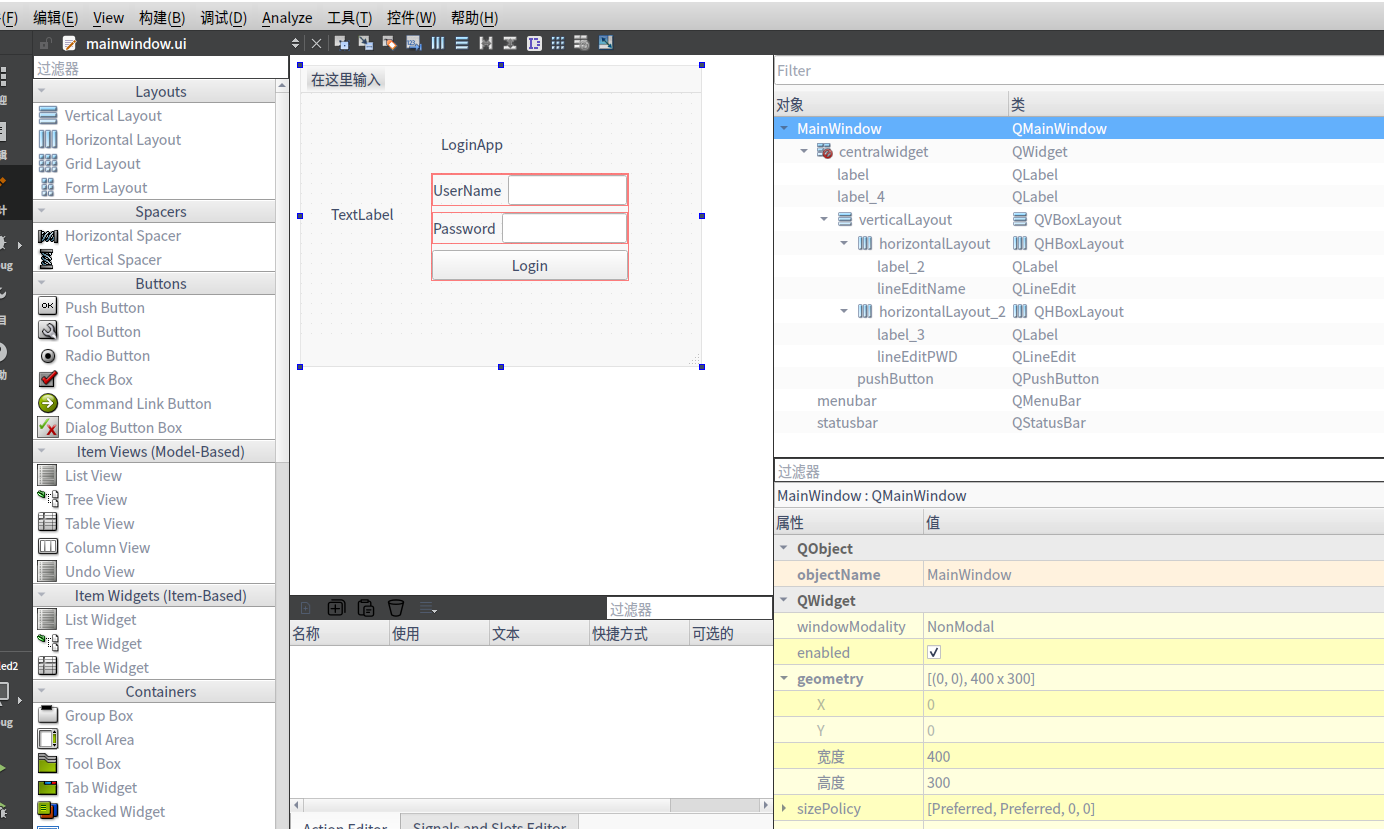 (F) 编辑(E) View 构建(B) 调试(D) Analyze 工具(T) 控件(W) 帮助(H)
mainwindow.ui
过滤器
Layouts
Vertical Layout
Horizontal Layout
Grid Layout
Form Layout
Spacers
Horizontal Spacer
Vertical Spacer
Buttons
OK Push Button
Tool Button
Radio Button
Check Box
Command Link Button
Dialog Button Box
Item Views (Model-Based)
List View
Tree View
Table View
Column View
Undo View
Item Widgets (Item-Based)
List Widget
Tree Widget
Table Widget
Containers
Group Box
Scroll Area
Tool Box
Tab Widget
Stacked Widget
在这里输入
LoginApp
UserName
TextLabel
Password
Login
过滤器
名称 使用 文本 快捷方式 可选的
Action Editor Signals and Slots Editor
Filter
对象 类
MainWindow QMainWindow
centralwidget QWidget
label QLabel
label_4 QLabel
verticalLayout QVBoxLayout
horizontalLayout QHBoxLayout
label_2 QLabel
lineEditName QLineEdit
horizontalLayout_2 QHBoxLayout
label_3 QLabel
lineEditPWD QLineEdit
pushButton QPushButton
menubar QMenuBar
statusbar QStatusBar
过滤器
MainWindow : QMainWindow
属性 值
QObject
objectName MainWindow
QWidget
windowModality NonModal
enabled
geometry [(0, 0), 400 x 300]
X 0
Y 0
宽度 400
高度 300
sizePolicy [Preferred, Preferred, 0, 0]